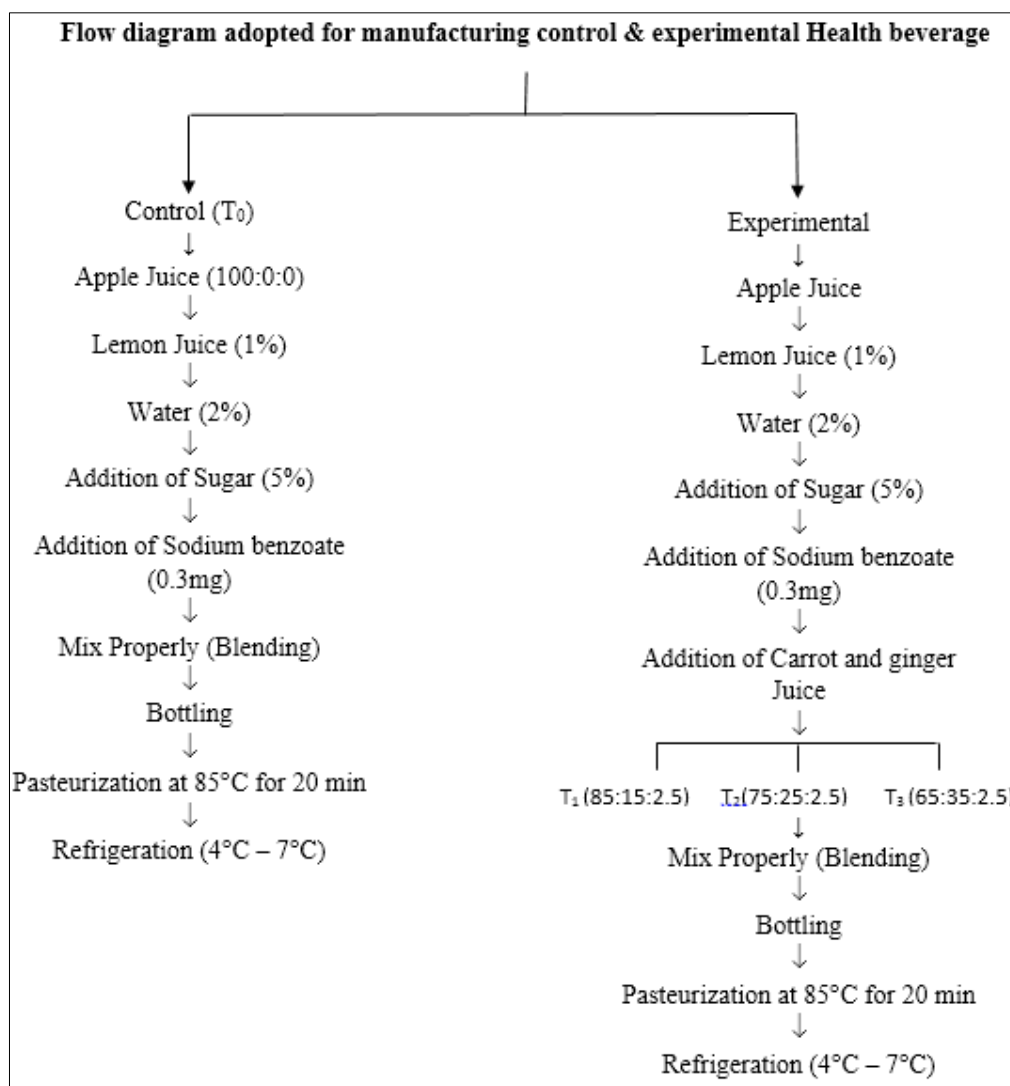 Flow diagram adopted for manufacturing control & experimental Health beverage
Control (T₀)
Apple Juice (100:0:0)
Lemon Juice (1%)
Water (2%)
Addition of Sugar (5%)
Addition of Sodium benzoate
(0.3mg)
Mix Properly (Blending)
Bottling
Pasteurization at 85°C for 20 min
Refrigeration (4°C – 7°C)
Experimental
Apple Juice
Lemon Juice (1%)
Water (2%)
Addition of Sugar (5%)
Addition of Sodium benzoate
(0.3mg)
Addition of Carrot and ginger
Juice
T₁ (85:15:2.5) T₂(75:25:2.5) T₃ (65:35:2.5)
Mix Properly (Blending)
Bottling
Pasteurization at 85°C for 20 min
Refrigeration (4°C – 7°C)